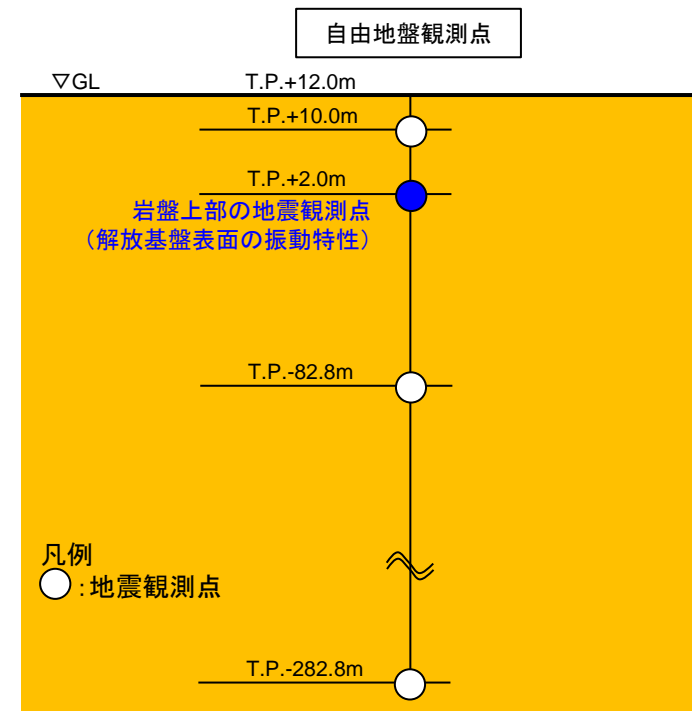 自由地盤観測点
▽GL
T.P.+12.0m
T.P.+10.0m
T.P.+2.0m
岩盤上部の地震観測点
（解放基盤表面の振動特性）
T.P.-82.8m
凡例
：地震観測点
T.P.-282.8m